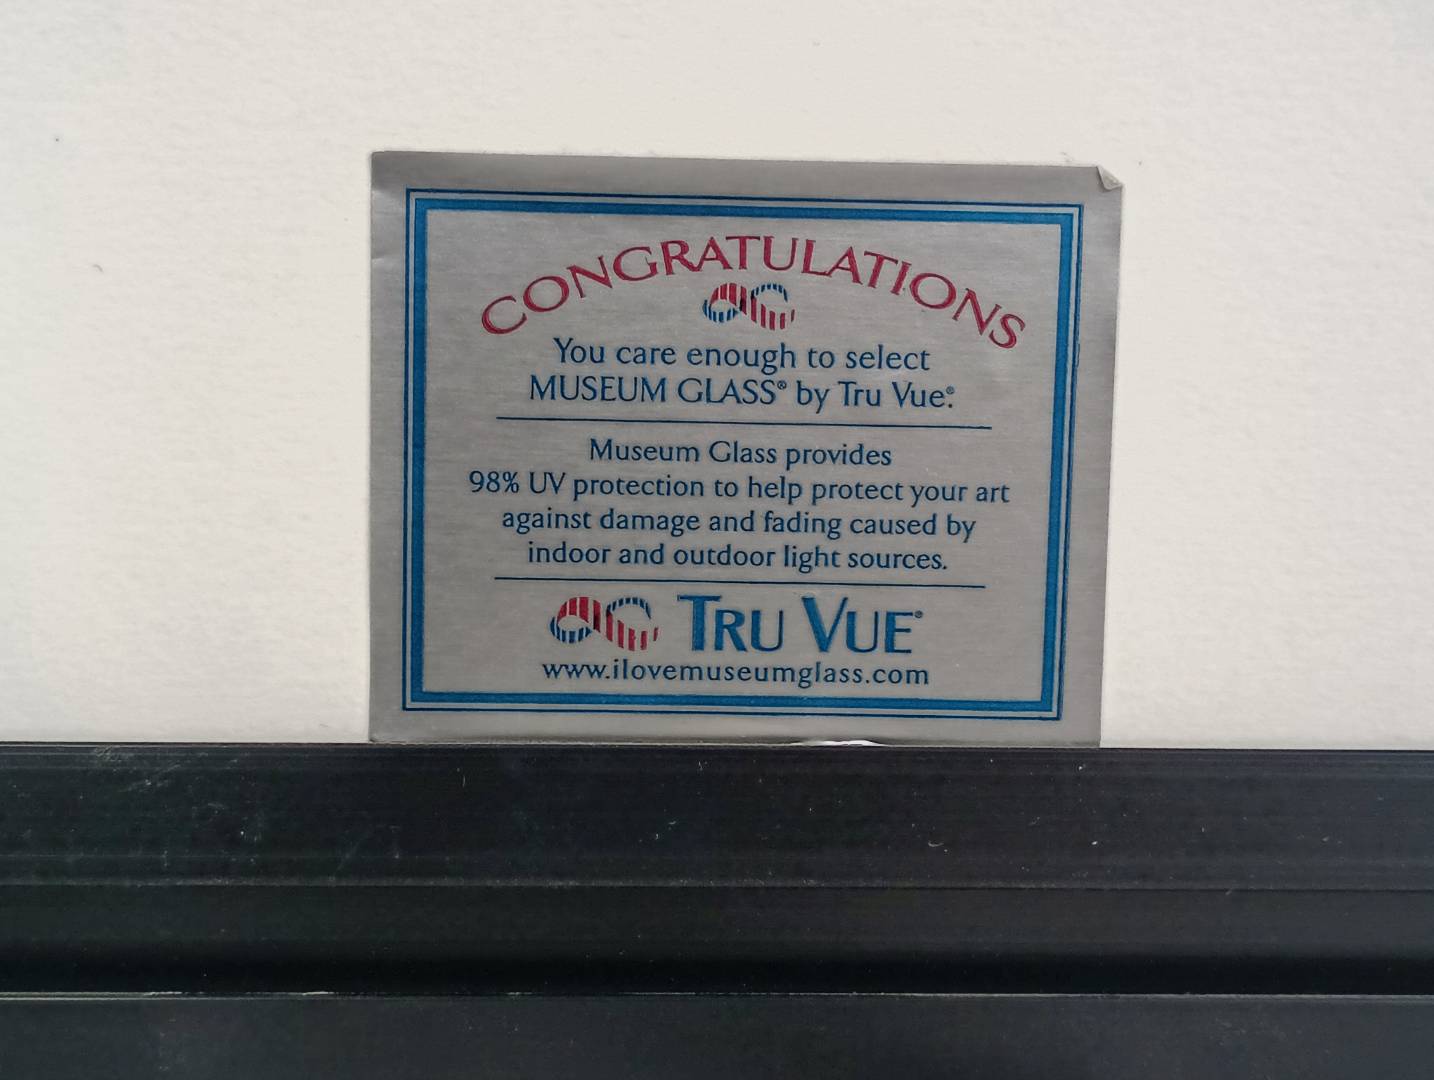 CONGRATULATIONS
You care enough to select
MUSEUM GLASS® by Tru Vue®.
Museum Glass provides
98% UV protection to help protect your art
against damage and fading caused by
indoor and outdoor light sources.
TRU VUE®
www.ilovemuseumglass.com